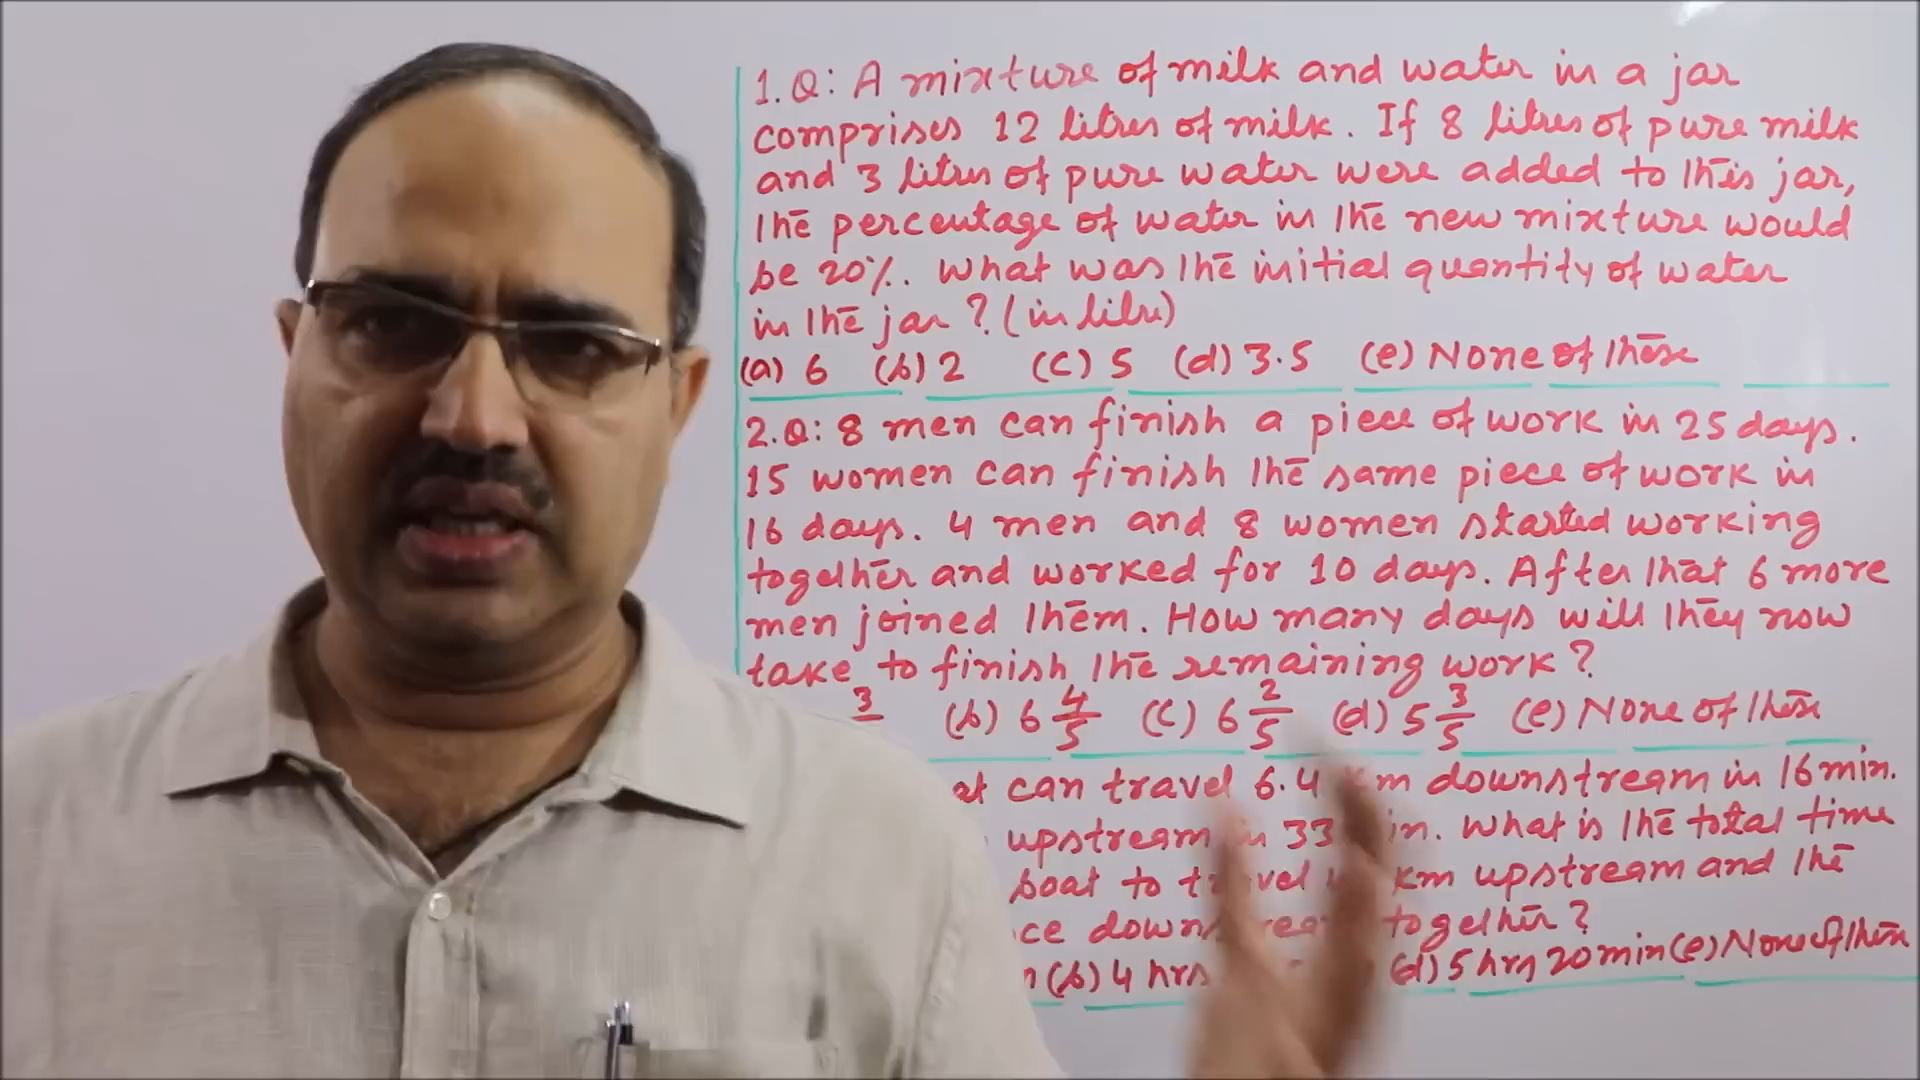 1.Q: A mixture of milk and water in a jar
comprises 12 litres of milk. If 8 litres of pure milk
and 3 litres of pure water were added to this jar,
the percentage of water in the new mixture would
be 20%. What was the initial quantity of water
in the jar? (in litre)
(a) 6 (b) 2 (c) 5 (d) 3.5 (e) None of these
2.Q: 8 men can finish a piece of work in 25 days.
15 women can finish the same piece of work in
16 days. 4 men and 8 women started working
together and worked for 10 days. After that 6 more
men joined them. How many days will they now
take to finish the remaining work?
3 (b) 6 4/5 (c) 6 2/5 (d) 5 3/5 (e) None of these
at can travel 6.4 km downstream in 16 min.
upstream in 33 in. What is the total time
boat to travel km upstream and the
ce downstream together?
(b) 4 hrs (d) 5 hrs 20 min (e) None of these